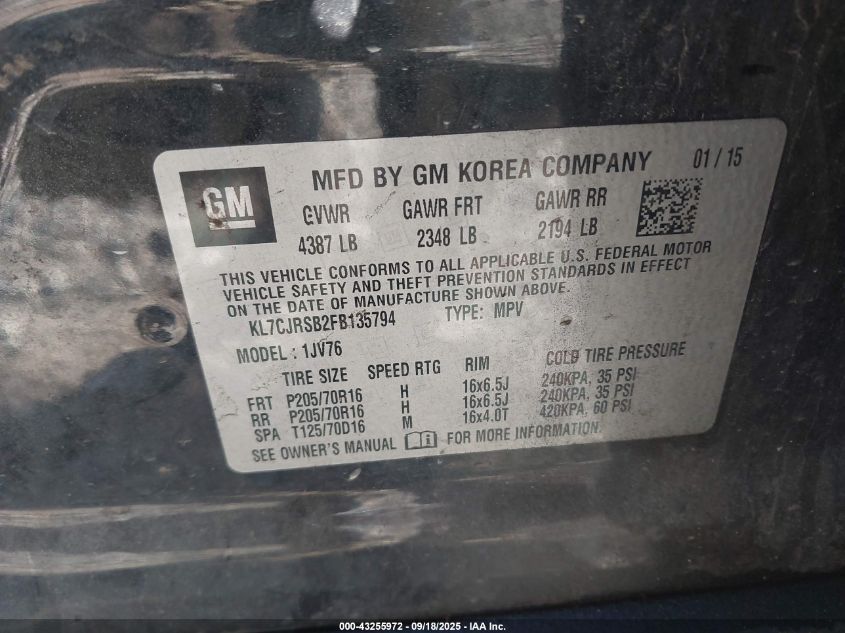 GM
MFD BY GM KOREA COMPANY 01/15
GVWR GAWR FRT GAWR RR
4387 LB 2348 LB 2194 LB
THIS VEHICLE CONFORMS TO ALL APPLICABLE U.S. FEDERAL MOTOR
VEHICLE SAFETY AND THEFT PREVENTION STANDARDS IN EFFECT
ON THE DATE OF MANUFACTURE SHOWN ABOVE.
KL7CJRSB2FB135794 TYPE: MPV
MODEL : 1JV76
TIRE SIZE SPEED RTG RIM COLD TIRE PRESSURE
FRT P205/70R16 H 16x6.5J 240KPA, 35 PSI
RR P205/70R16 H 16x6.5J 240KPA, 35 PSI
SPA T125/70D16 M 16x4.0T 420KPA, 60 PSI
SEE OWNER'S MANUAL i FOR MORE INFORMATION.
000-43255972 - 09/18/2025 - IAA Inc.